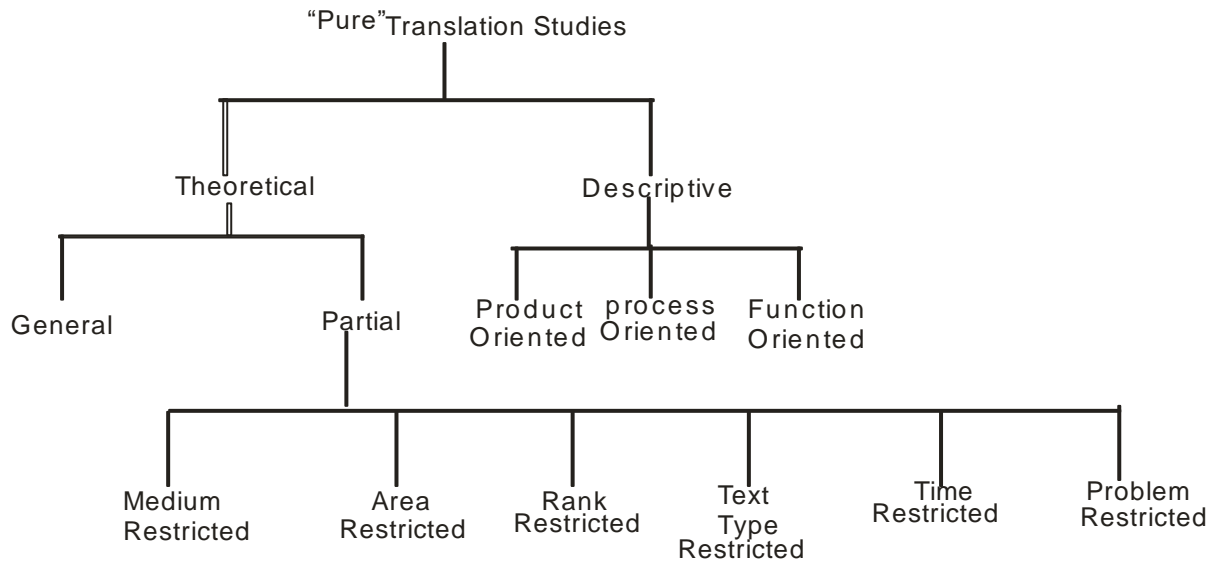 “Pure” Translation Studies
Theoretical
Descriptive
General
Partial
Product
Oriented
process
Oriented
Function
Oriented
Medium
Restricted
Area
Restricted
Rank
Restricted
Text
Type
Restricted
Time
Restricted
Problem
Restricted